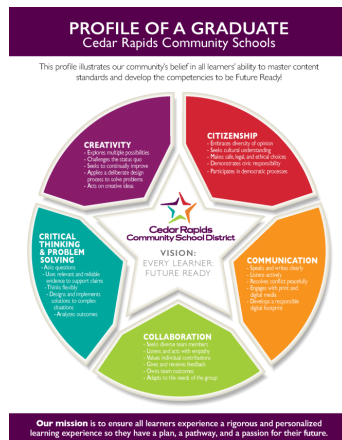 PROFILE OF A GRADUATE
Cedar Rapids Community Schools
This profile illustrates our community's belief in all learners' ability to master content
standards and develop the competencies to be Future Ready!
CREATIVITY
- Explores multiple possibilities
- Challenges the status quo
- Seeks to continually improve
- Applies a deliberate design
process to solve problems
- Acts on creative ideas
CITIZENSHIP
- Embraces diversity of opinion
- Seeks cultural understanding
- Makes safe, legal, and ethical choices
- Demonstrates civic responsibility
- Participates in democratic processes
Cedar Rapids
Community School District
VISION:
EVERY LEARNER:
FUTURE READY
CRITICAL
THINKING
& PROBLEM
SOLVING
- Asks questions
- Uses relevant and reliable
evidence to support claims
- Thinks flexibly
- Designs and implements
solutions to complex
situations
- Analyzes outcomes
COMMUNICATION
- Speaks and writes clearly
- Listens actively
- Resolves conflict peacefully
- Engages with print and
digital media
- Develops a responsible
digital footprint
COLLABORATION
- Seeks diverse team members
- Listens and acts with empathy
- Values individual contributions
- Gives and receives feedback
- Owns team outcomes
- Adapts to the needs of the group
Our mission is to ensure all learners experience a rigorous and personalized
learning experience so they have a plan, a pathway, and a passion for their future.